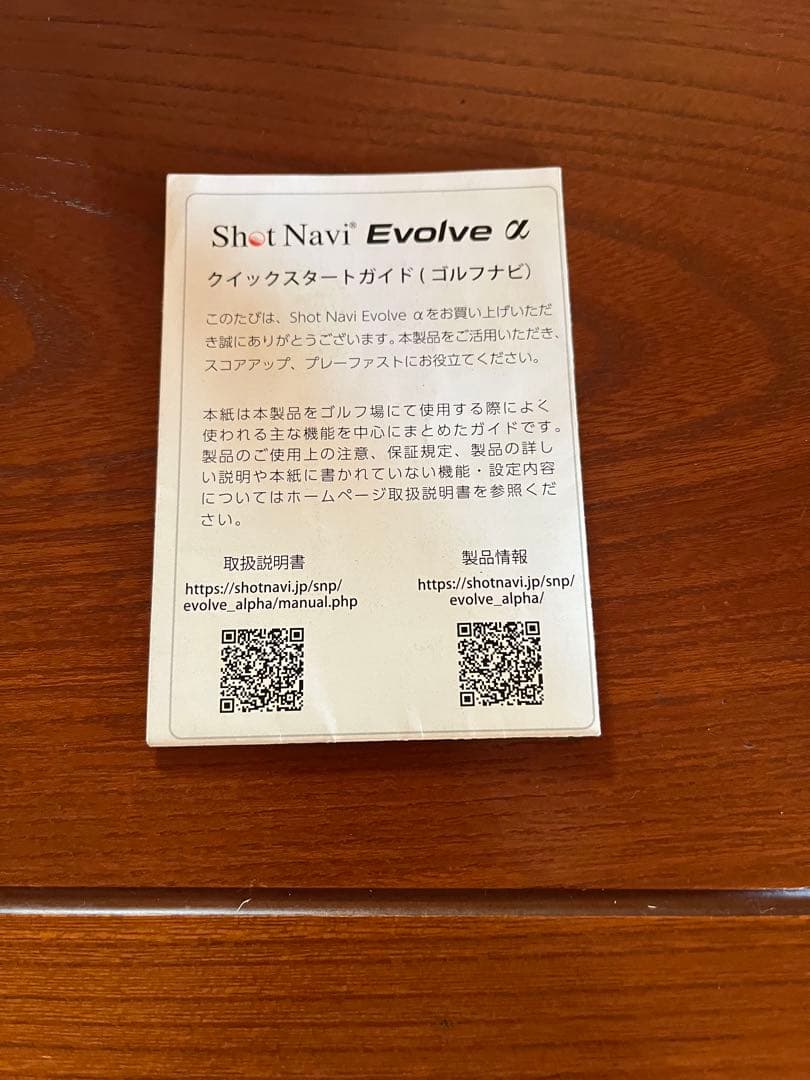 Shot Navi® Evolve α
クイックスタートガイド ( ゴルフナビ）
このたびは、Shot Navi Evolve αをお買い上げいただ
き誠にありがとうございます。本製品をご活用いただき、
スコアアップ、プレーファストにお役立てください。
本紙は本製品をゴルフ場にて使用する際によく
使われる主な機能を中心にまとめたガイドです。
製品のご使用上の注意、保証規定、製品の詳し
い説明や本紙に書かれていない機能・設定内容
についてはホームページ取扱説明書を参照くだ
さい。
取扱説明書
https://shotnavi.jp/snp/
evolve_alpha/manual.php
製品情報
https://shotnavi.jp/snp/
evolve_alpha/